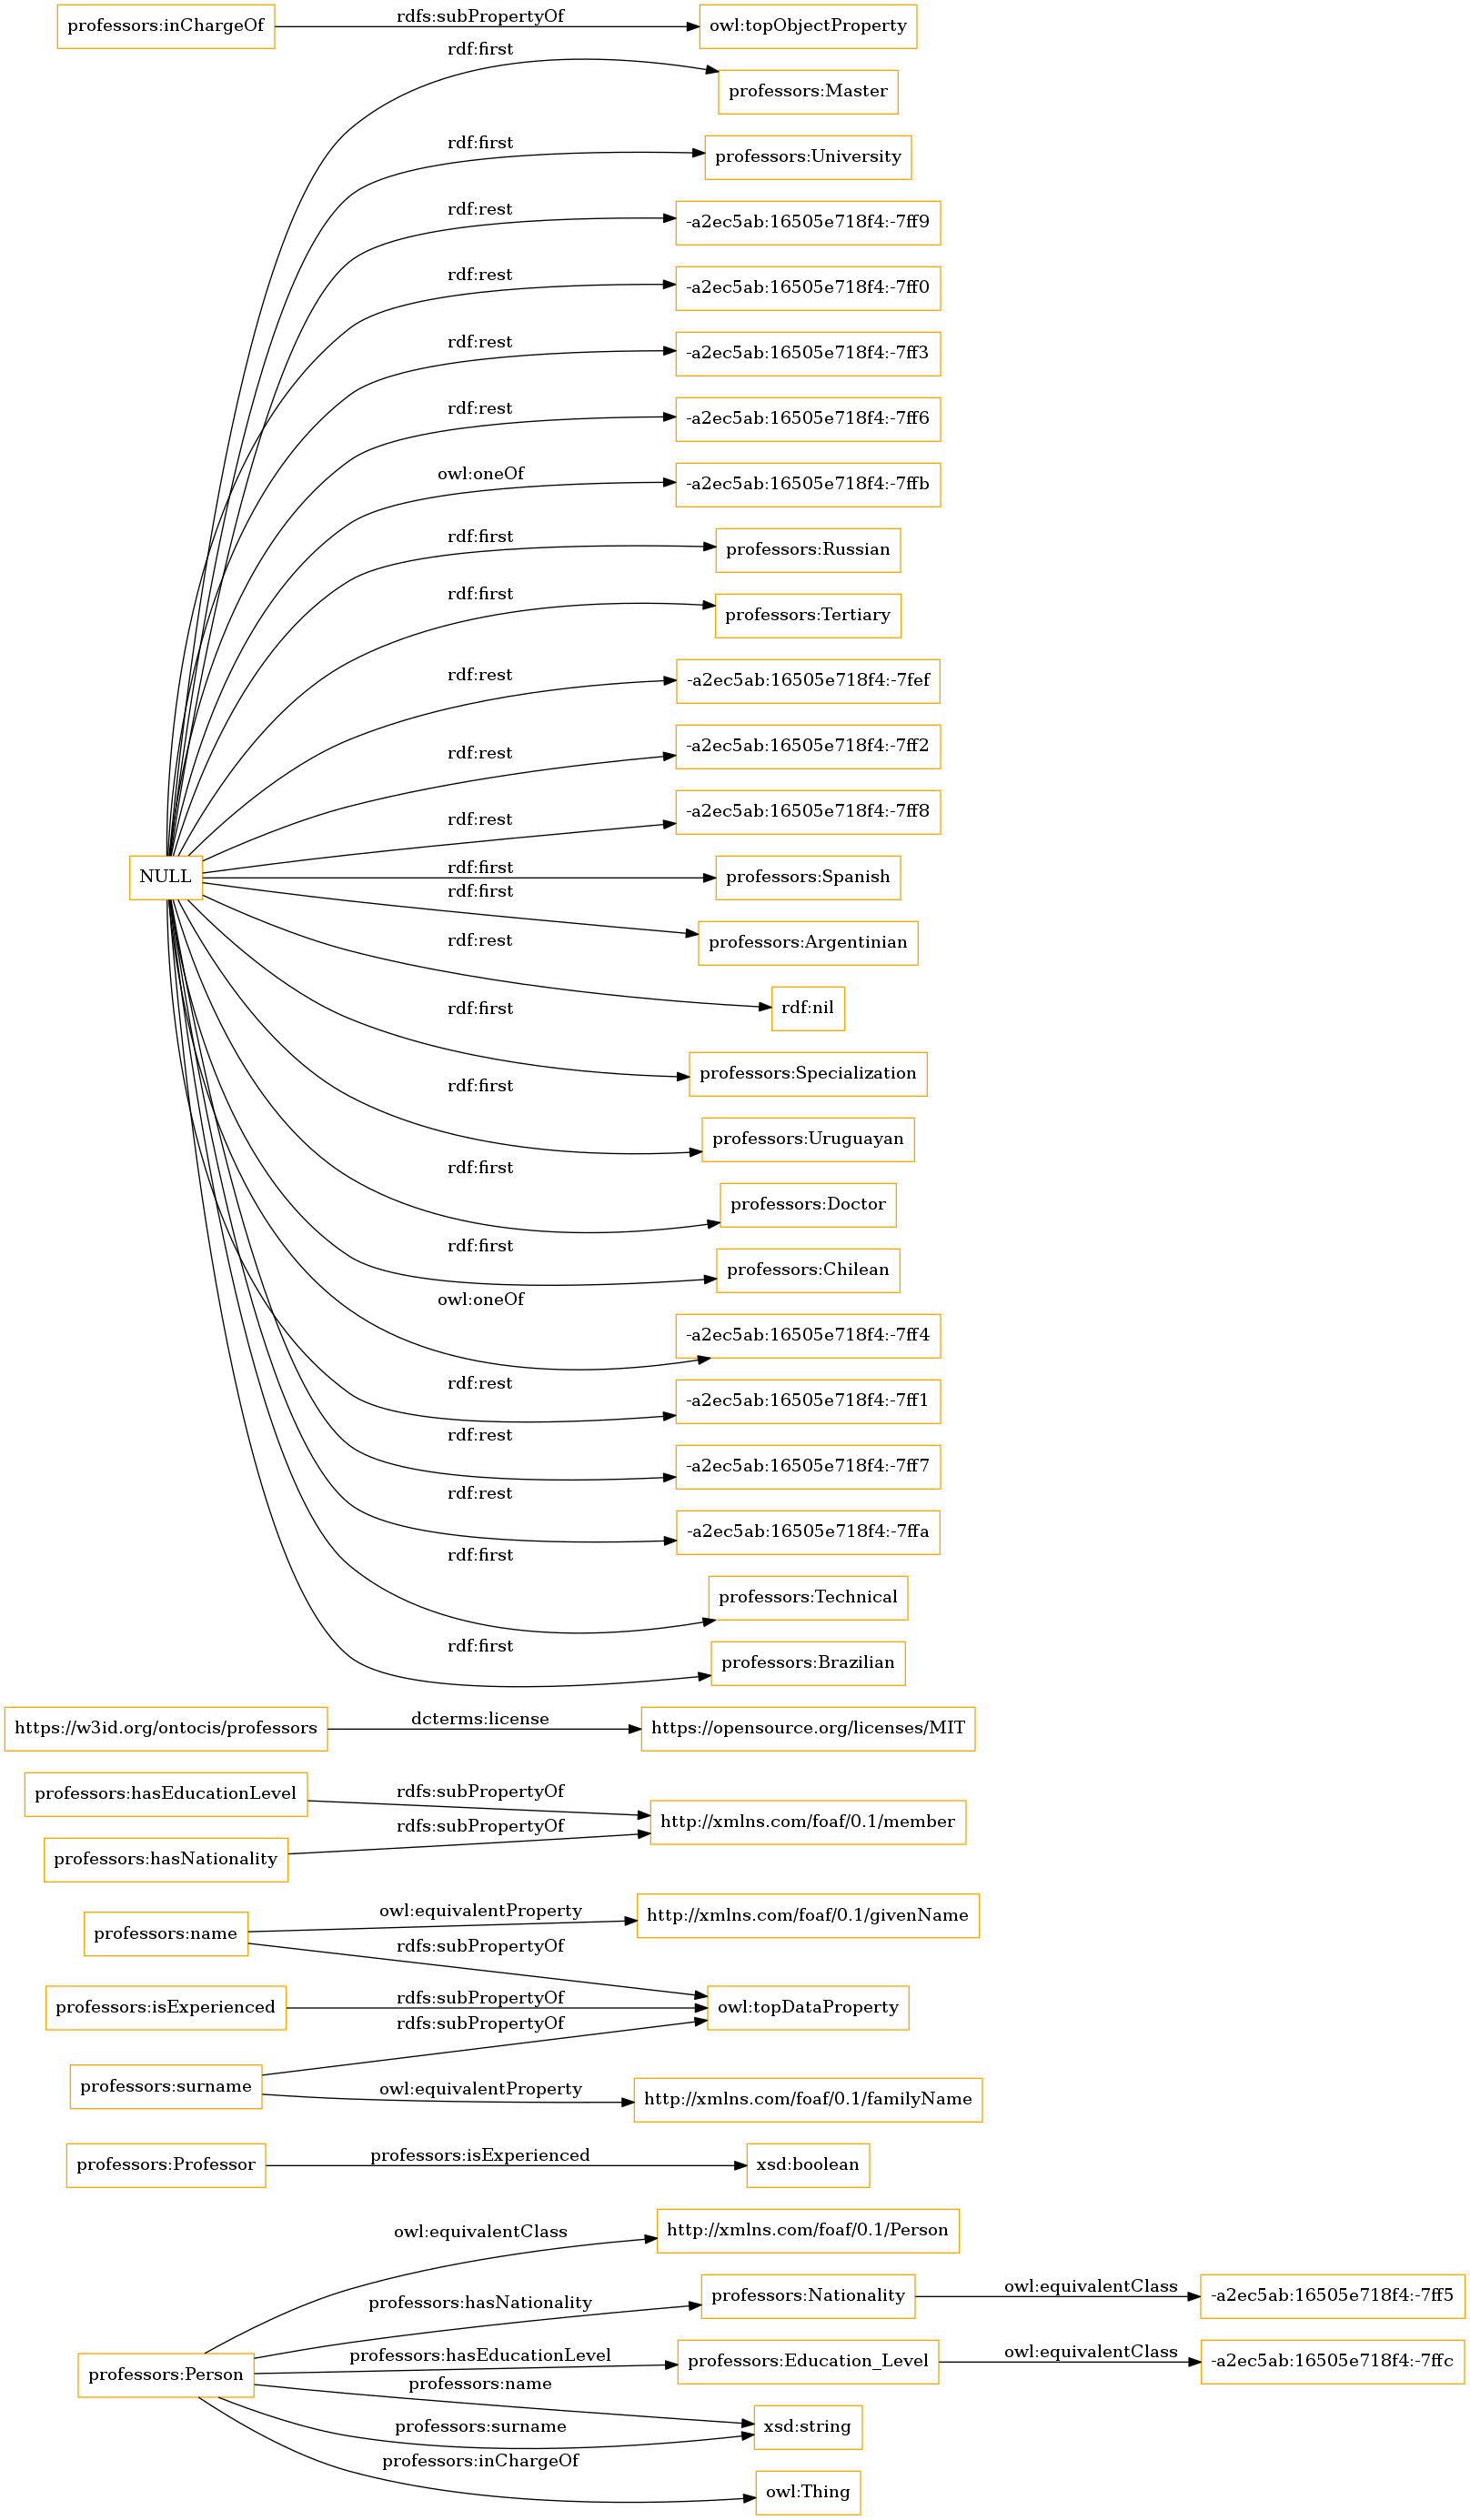 professors:inChargeOf
rdfs:subPropertyOf
owl:topObjectProperty
rdf:first
professors:Master
rdf:first
professors:University
rdf:rest
-a2ec5ab:16505e718f4:-7ff9
rdf:rest
-a2ec5ab:16505e718f4:-7ff0
rdf:rest
-a2ec5ab:16505e718f4:-7ff3
rdf:rest
-a2ec5ab:16505e718f4:-7ff6
owl:oneOf
-a2ec5ab:16505e718f4:-7ffb
rdf:first
professors:Russian
rdf:first
professors:Tertiary
rdf:rest
-a2ec5ab:16505e718f4:-7fef
rdf:rest
-a2ec5ab:16505e718f4:-7ff2
rdf:rest
-a2ec5ab:16505e718f4:-7ff8
NULL
rdf:first
professors:Spanish
rdf:first
professors:Argentinian
rdf:rest
rdf:nil
rdf:first
professors:Specialization
rdf:first
professors:Uruguayan
rdf:first
professors:Doctor
rdf:first
professors:Chilean
owl:oneOf
-a2ec5ab:16505e718f4:-7ff4
rdf:rest
-a2ec5ab:16505e718f4:-7ff1
rdf:rest
-a2ec5ab:16505e718f4:-7ff7
rdf:rest
-a2ec5ab:16505e718f4:-7ffa
rdf:first
professors:Technical
rdf:first
professors:Brazilian
https://w3id.org/ontocis/professors
dcterms:license
https://opensource.org/licenses/MIT
professors:hasEducationLevel
rdfs:subPropertyOf
http://xmlns.com/foaf/0.1/member
professors:hasNationality
rdfs:subPropertyOf
professors:name
owl:equivalentProperty
http://xmlns.com/foaf/0.1/givenName
rdfs:subPropertyOf
professors:isExperienced
rdfs:subPropertyOf
owl:topDataProperty
rdfs:subPropertyOf
professors:surname
owl:equivalentProperty
http://xmlns.com/foaf/0.1/familyName
professors:Professor
professors:isExperienced
xsd:boolean
owl:equivalentClass
http://xmlns.com/foaf/0.1/Person
professors:hasNationality
professors:Nationality
owl:equivalentClass
-a2ec5ab:16505e718f4:-7ff5
professors:Person
professors:hasEducationLevel
professors:Education_Level
owl:equivalentClass
-a2ec5ab:16505e718f4:-7ffc
professors:name
professors:surname
xsd:string
professors:inChargeOf
owl:Thing